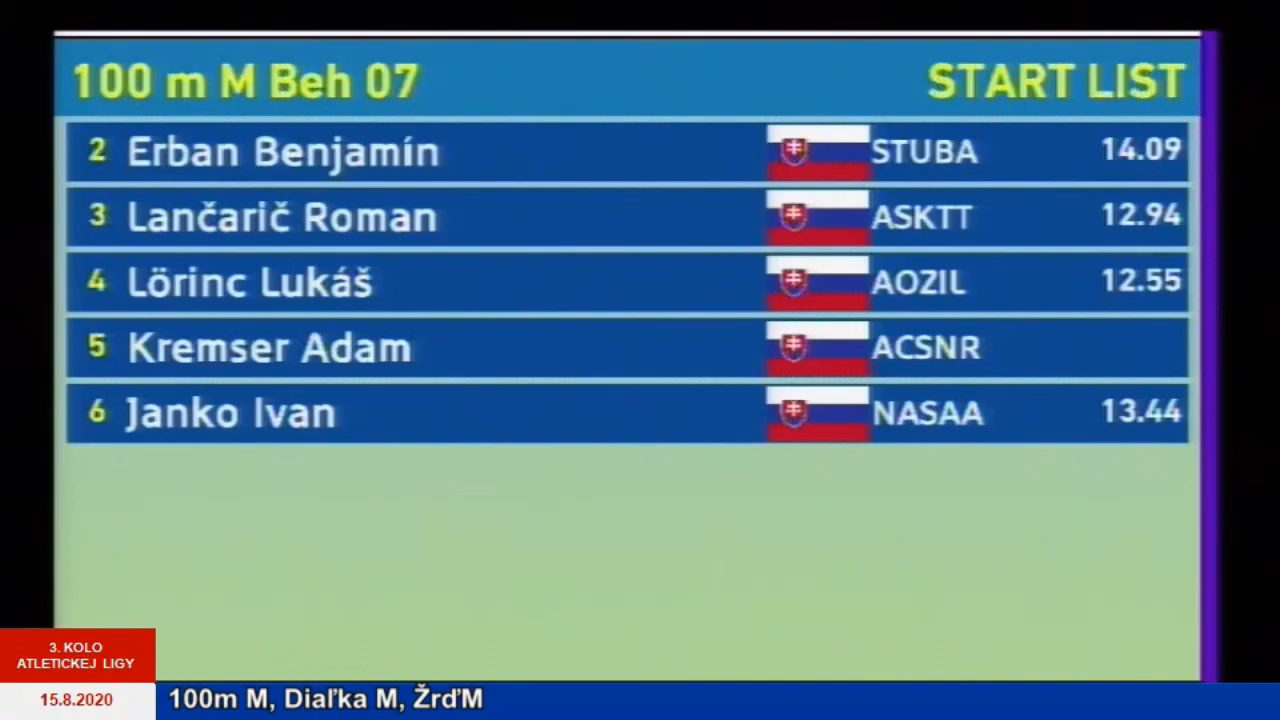 100 m M Beh 07 START LIST
2 Erban Benjamín STUBA 14.09
3 Lančarič Roman ASKTT 12.94
4 Lörinc Lukáš AOZIL 12.55
5 Kremser Adam ACSNR
6 Janko Ivan NASAA 13.44
3. KOLO
ATLETICKEJ LIGY
15.8.2020
100m M, Diaľka M, ŽrďM